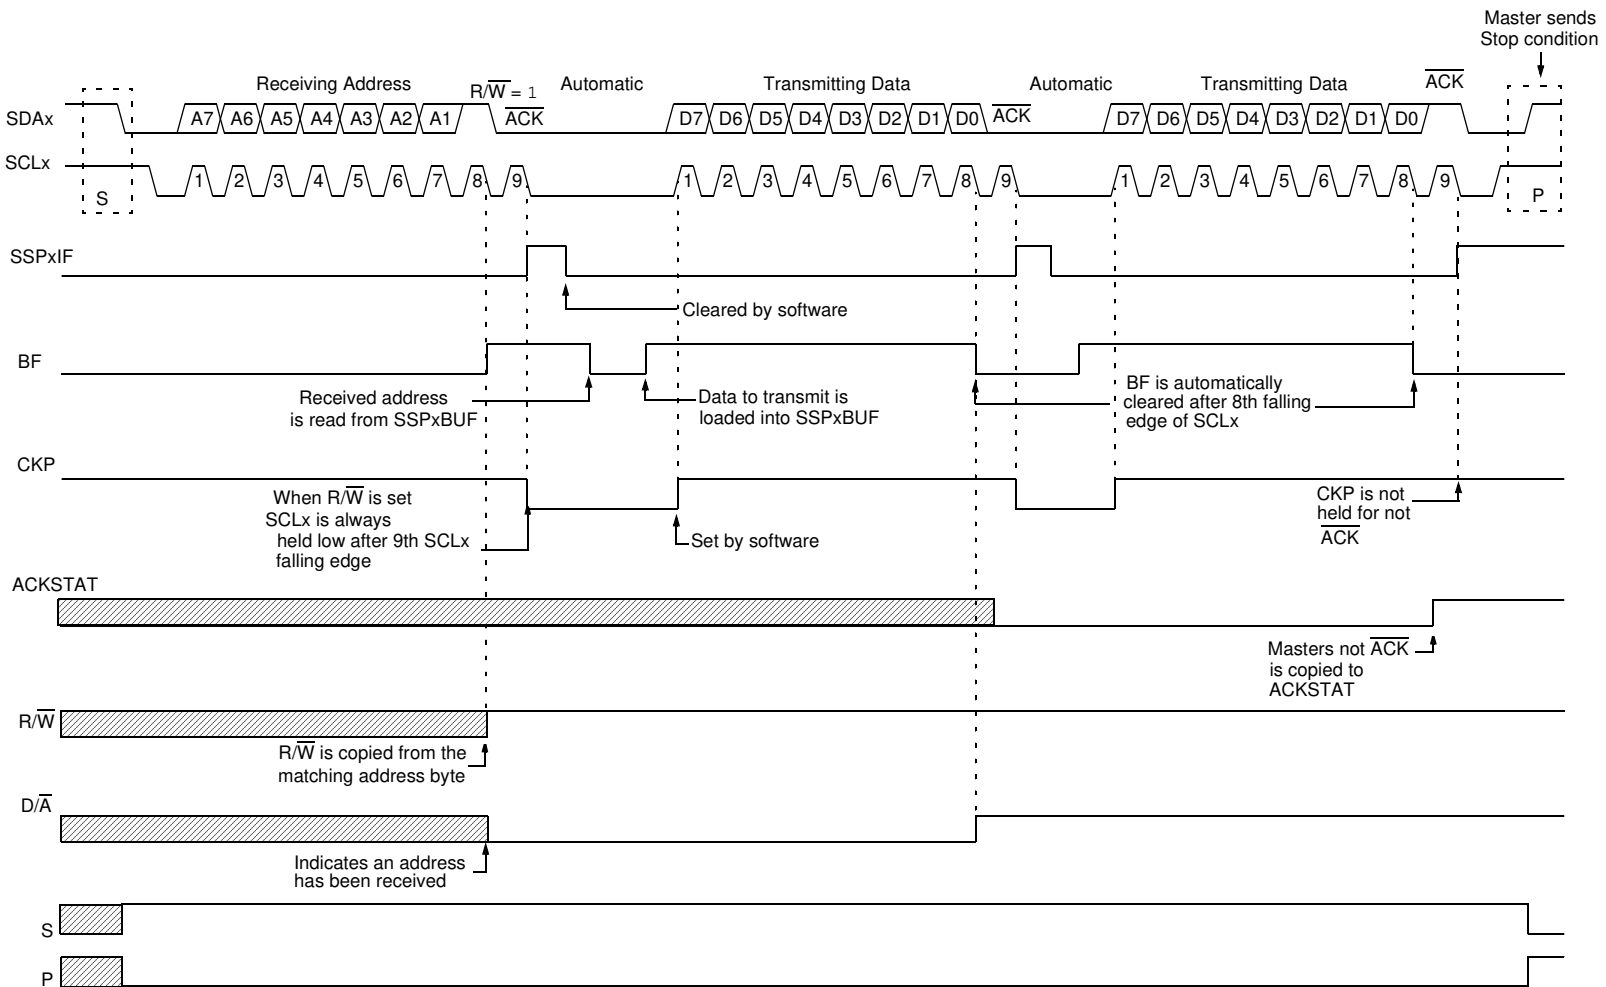 Master sends
Stop condition
Receiving Address
R/W = 1
Automatic
Transmitting Data
Automatic
Transmitting Data
ACK
SDAx
A7 A6 A5 A4 A3 A2 A1
ACK
D7 D6 D5 D4 D3 D2 D1 D0
ACK
D7 D6 D5 D4 D3 D2 D1 D0
SCLx
S
1 2 3 4 5 6 7 8 9
1 2 3 4 5 6 7 8 9
1 2 3 4 5 6 7 8 9
P
SSPxIF
Cleared by software
BF
Received address
is read from SSPxBUF
Data to transmit is
loaded into SSPxBUF
BF is automatically
cleared after 8th falling
edge of SCLx
CKP
When R/W is set
SCLx is always
held low after 9th SCLx
falling edge
Set by software
CKP is not
held for not
ACK
ACKSTAT
Masters not ACK
is copied to
ACKSTAT
R/W
R/W is copied from the
matching address byte
D/A
Indicates an address
has been received
S
P